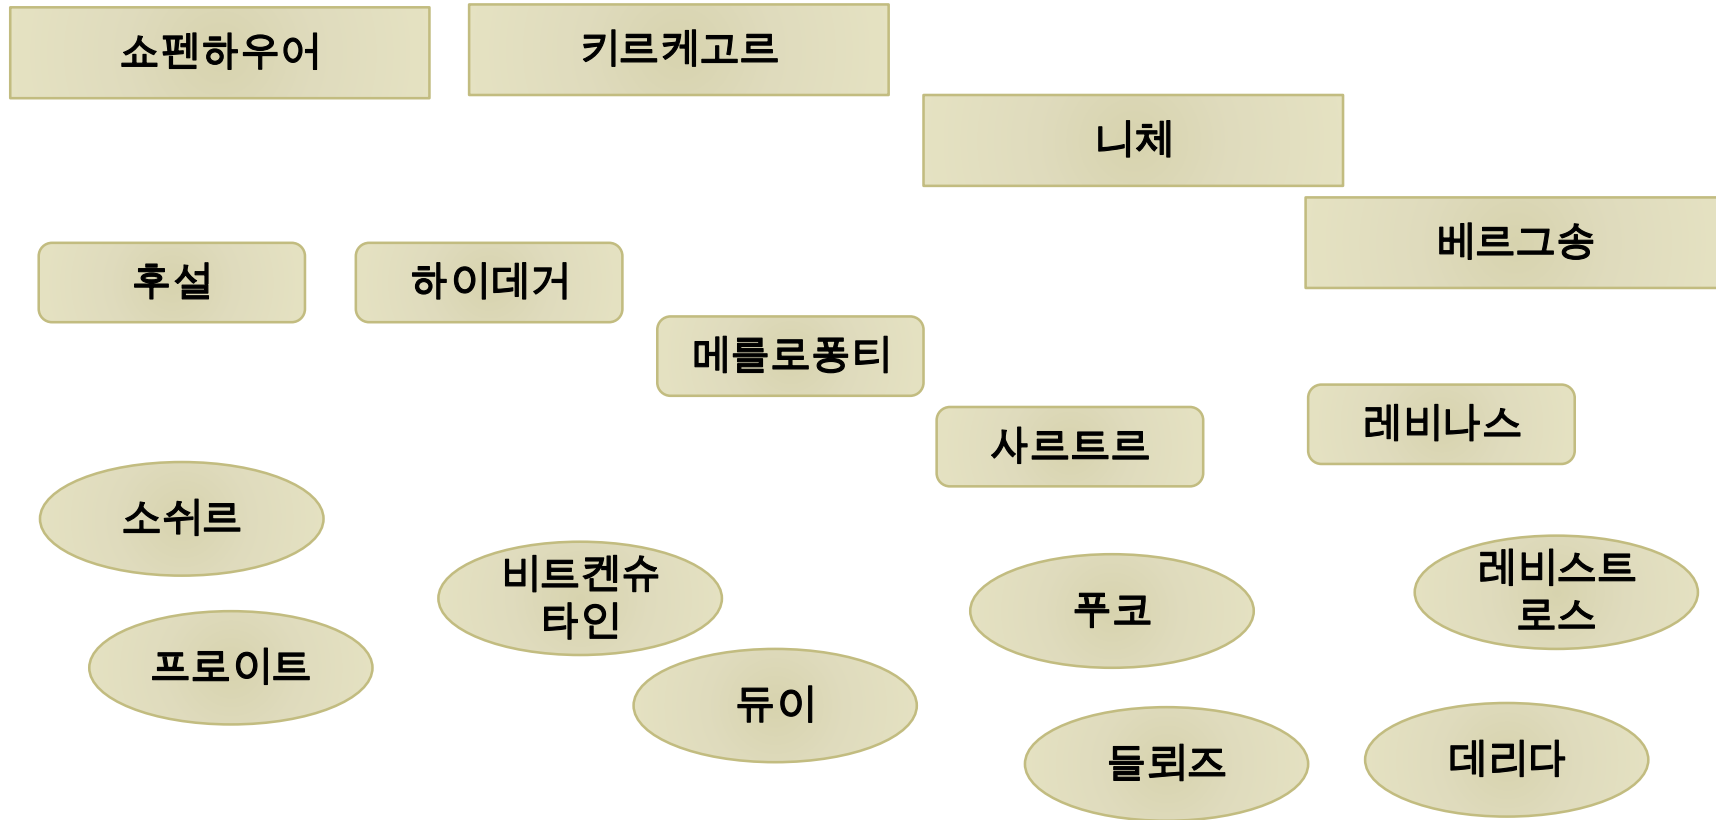 쇼펜하우어
키르케고르
니체
베르그송
후설
하이데거
메를로퐁티
사르트르
레비나스
소쉬르
비트켄슈
타인
푸코
레비스트
로스
프로이트
듀이
들뢰즈
데리다